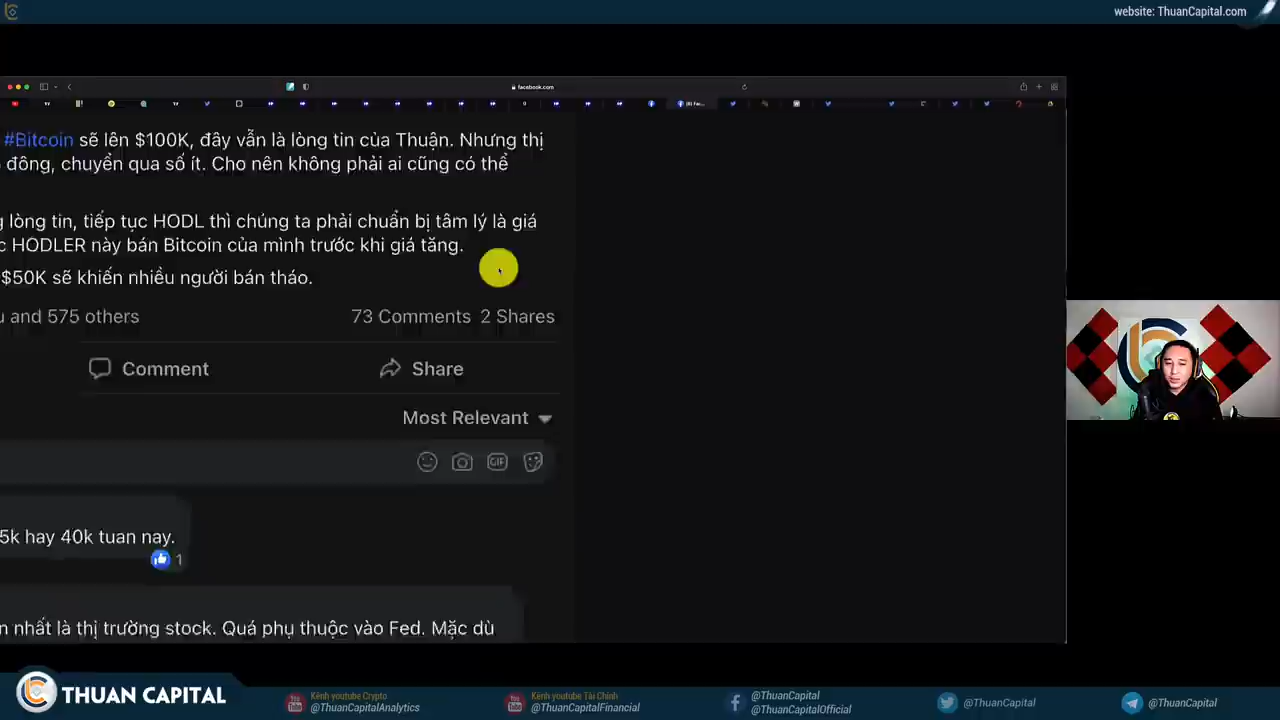 website: ThuanCapital.com
facebook.com
#Bitcoin sẽ lên $100K, đây vẫn là lòng tin của Thuận. Nhưng thị
đông, chuyển qua số ít. Cho nên không phải ai cũng có thể
lòng tin, tiếp tục HODL thì chúng ta phải chuẩn bị tâm lý là giá
HODLER này bán Bitcoin của mình trước khi giá tăng.
$50K sẽ khiến nhiều người bán tháo.
and 575 others
73 Comments 2 Shares
Comment
Share
Most Relevant
GIF
5k hay 40k tuan nay.
1
nhất là thị trường stock. Quá phụ thuộc vào Fed. Mặc dù
THUAN CAPITAL
Kênh youtube Crypto
@ThuanCapitalAnalytics
Kênh youtube Tài Chính
@ThuanCapitalFinancial
@ThuanCapital
@ThuanCapitalOfficial
@ThuanCapital
@ThuanCapital